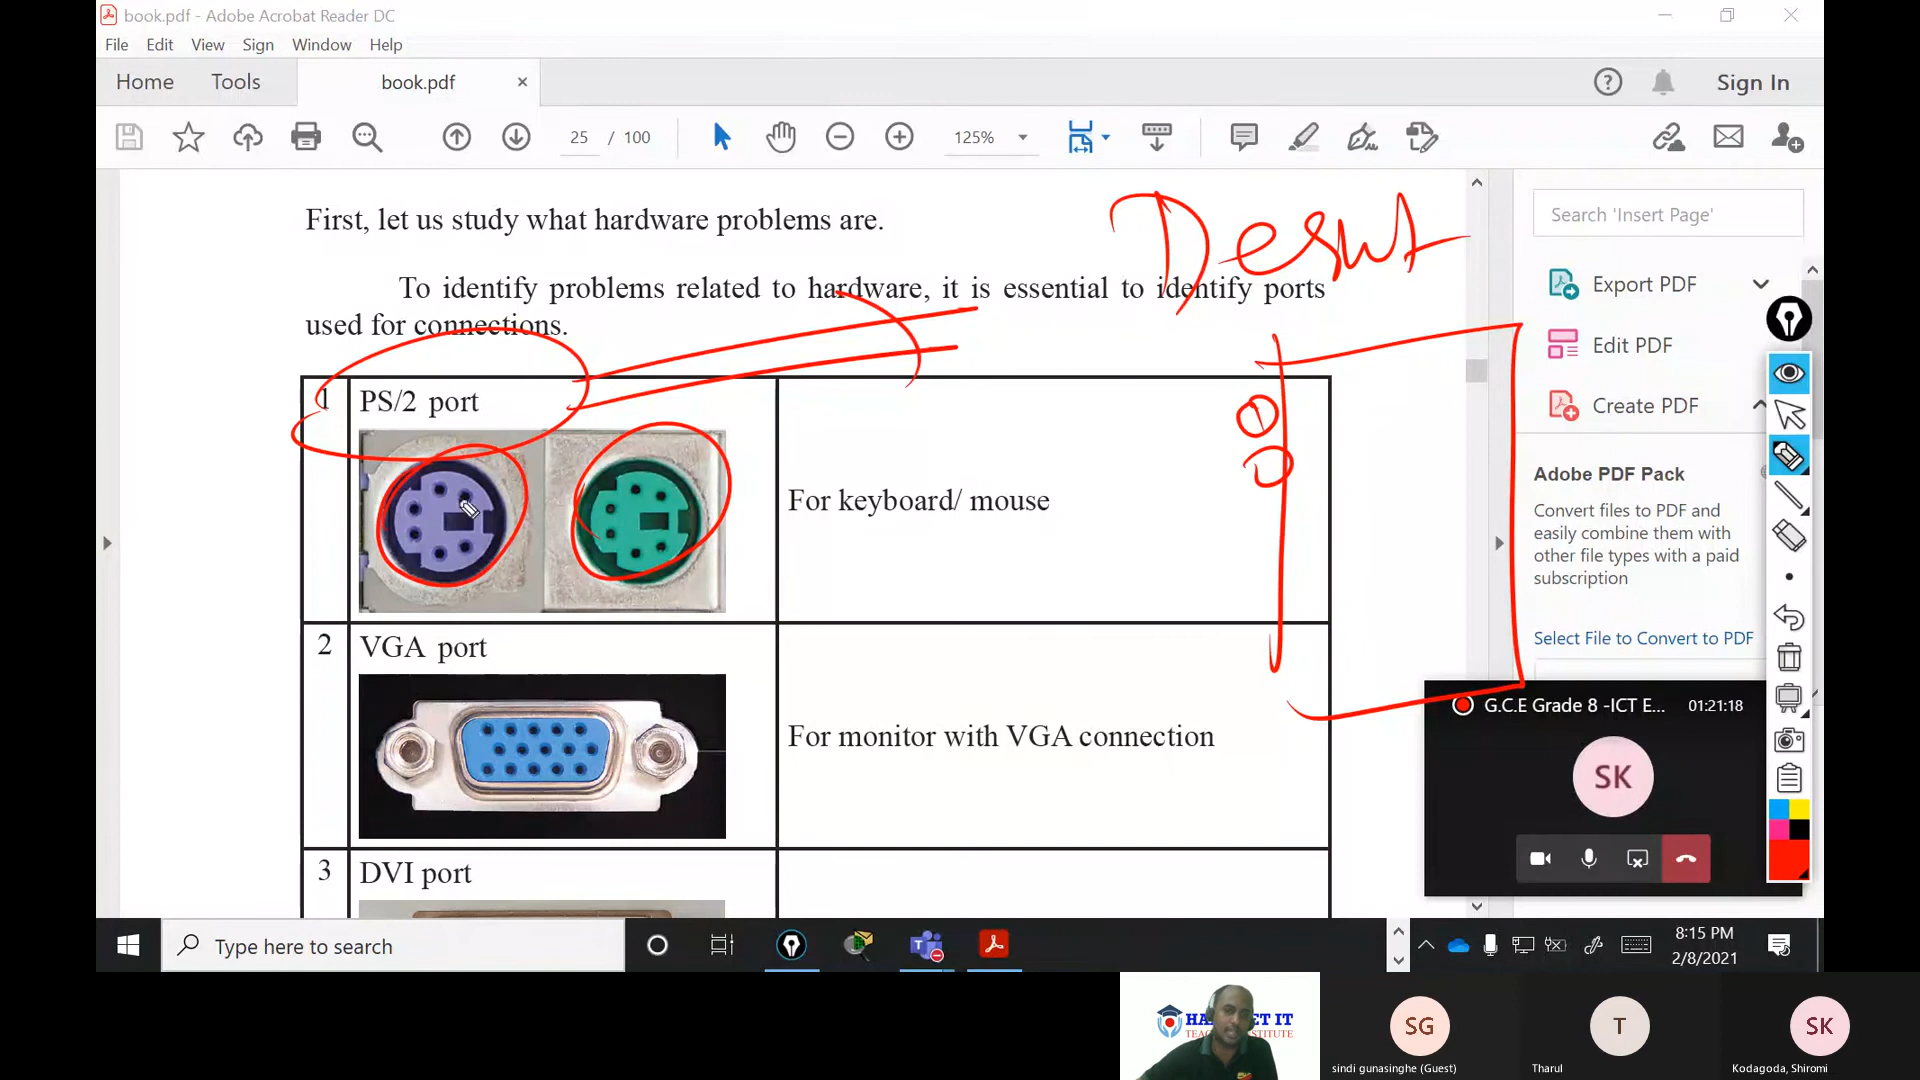 book.pdf - Adobe Acrobat Reader DC
File Edit View Sign Window Help
Home Tools book.pdf × Sign In
25 / 100 125%
First, let us study what hardware problems are.
To identify problems related to hardware, it is essential to identify ports
used for connections.
1 PS/2 port
For keyboard/ mouse
2 VGA port
For monitor with VGA connection
3 DVI port
Search 'Insert Page'
Export PDF
Edit PDF
Create PDF
Adobe PDF Pack
Convert files to PDF and
easily combine them with
other file types with a paid
subscription
Select File to Convert to PDF
G.C.E Grade 8 -ICT E... 01:21:18
SK
Type here to search
8:15 PM
2/8/2021
SG
T
SK
sindi gunasinghe (Guest)
Tharul
Kodagoda, Shiromi